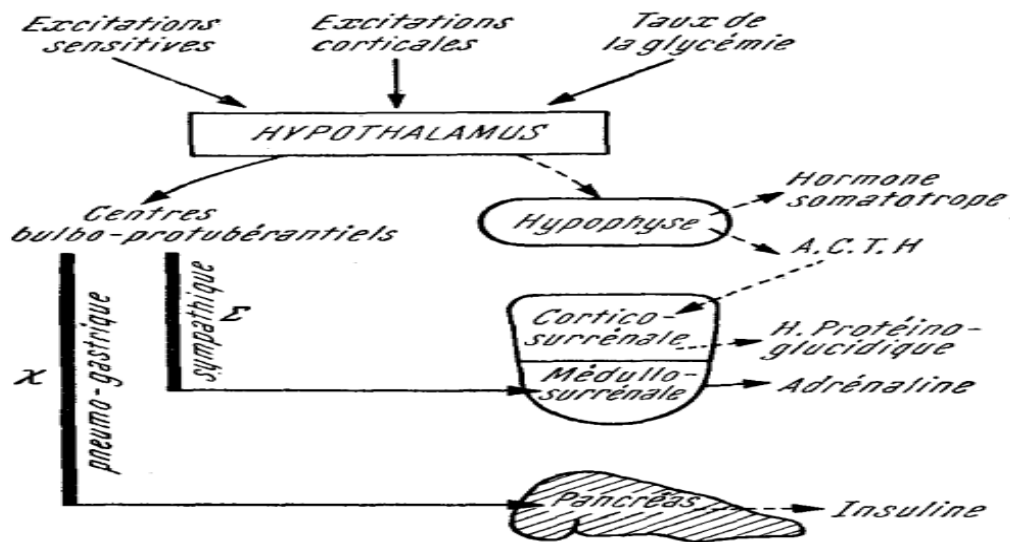 Excitations
sensitives
Excitations
corticales
Taux de
la glycémie
HYPOTHALAMUS
Centres
bulbo-protubérantiels
Hypophyse
Hormone
somatotrope
A.C.T.H
pneumo-gastrique
X
sympathique
Σ
Cortico-
surrénale
H. Protéino-
glucidique
Médullo-
surrénale
Adrénaline
Pancréas
Insuline